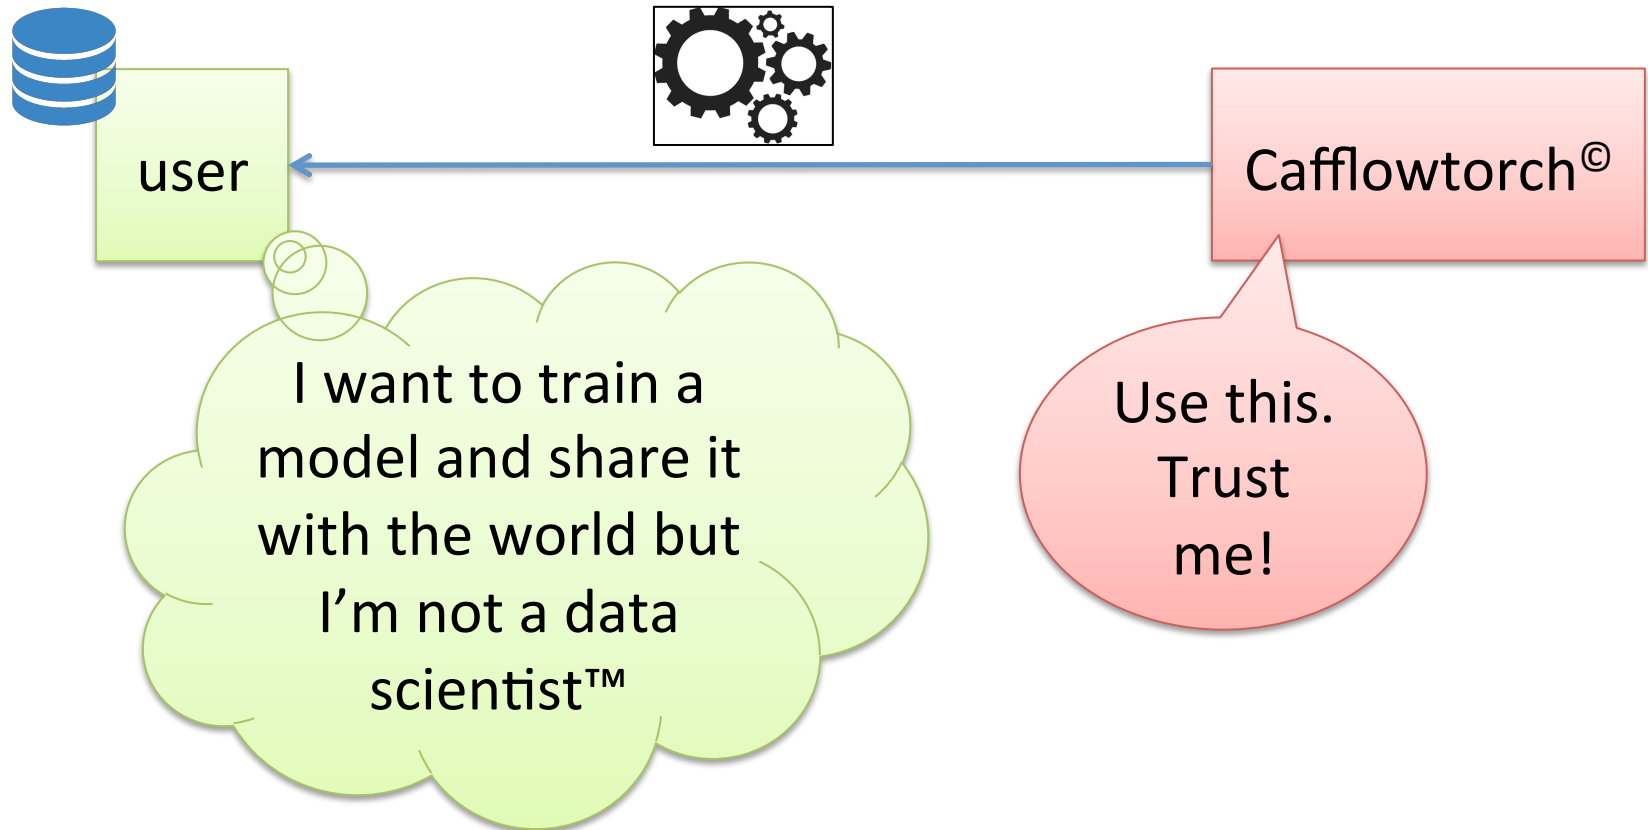 user
Cafflowtorch©
I want to train a
model and share it
with the world but
I'm not a data
scientist™
Use this.
Trust
me!